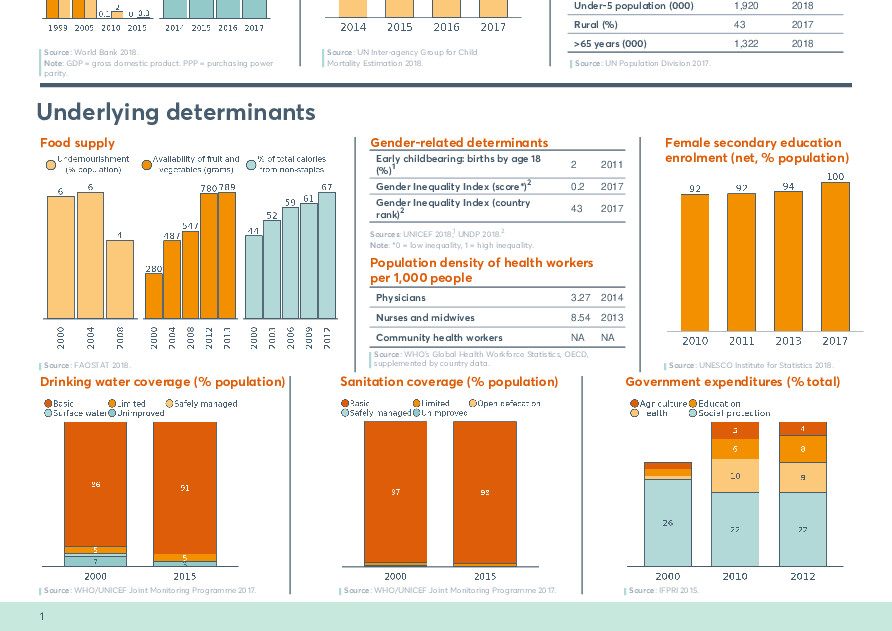 2
0.1
0 0.3
1999 2005 2010 2015
2014 2015 2016 2017
Source: World Bank 2018.
Note: GDP = gross domestic product. PPP = purchasing power
parity.
2014 2015 2016 2017
Source: UN Inter-agency Group for Child
Mortality Estimation 2018.
Under-5 population (000) 1,920 2018
Rural (%) 43 2017
>65 years (000) 1,322 2018
Source: UN Population Division 2017.
Underlying determinants
Food supply
Undernourishment
(% population)
Availability of fruit and
vegetables (grams)
% of total calories
from non-staples
6 6 4
280 487 547 780 789
44 52 59 61 67
2000 2004 2008
2000 2004 2008 2012 2013
2000 2001 2006 2009 2012
Source: FAOSTAT 2018.
Gender-related determinants
Early childbearing: births by age 18
(%)1 2 2011
Gender Inequality Index (score*)2 0.2 2017
Gender Inequality Index (country
rank)2 43 2017
Sources: UNICEF 2018,1 UNDP 2018.2
Note: *0 = low inequality, 1 = high inequality.
Population density of health workers
per 1,000 people
Physicians 3.27 2014
Nurses and midwives 8.54 2013
Community health workers NA NA
Source: WHO's Global Health Workforce Statistics, OECD,
supplemented by country data.
Female secondary education
enrolment (net, % population)
92 92 94 100
2010 2011 2013 2017
Source: UNESCO Institute for Statistics 2018.
Drinking water coverage (% population)
Basic Limited Safely managed
Surface water Unimproved
86 91
5 5
7 3
2000 2015
Source: WHO/UNICEF Joint Monitoring Programme 2017.
Sanitation coverage (% population)
Basic Limited Open defecation
Safely managed Unimproved
97 98
2000 2015
Source: WHO/UNICEF Joint Monitoring Programme 2017.
Government expenditures (% total)
Agriculture Education
Health Social protection
3 4
6 8
10 9
26 22 22
2000 2010 2012
Source: IFPRI 2015.
1